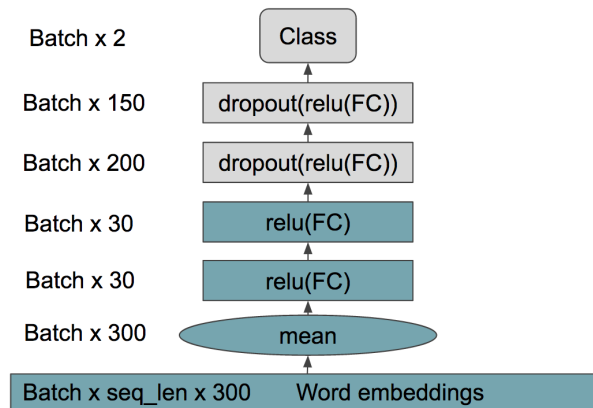 Batch x 2 Class
Batch x 150 dropout(relu(FC))
Batch x 200 dropout(relu(FC))
Batch x 30 relu(FC)
Batch x 30 relu(FC)
Batch x 300 mean
Batch x seq_len x 300 Word embeddings